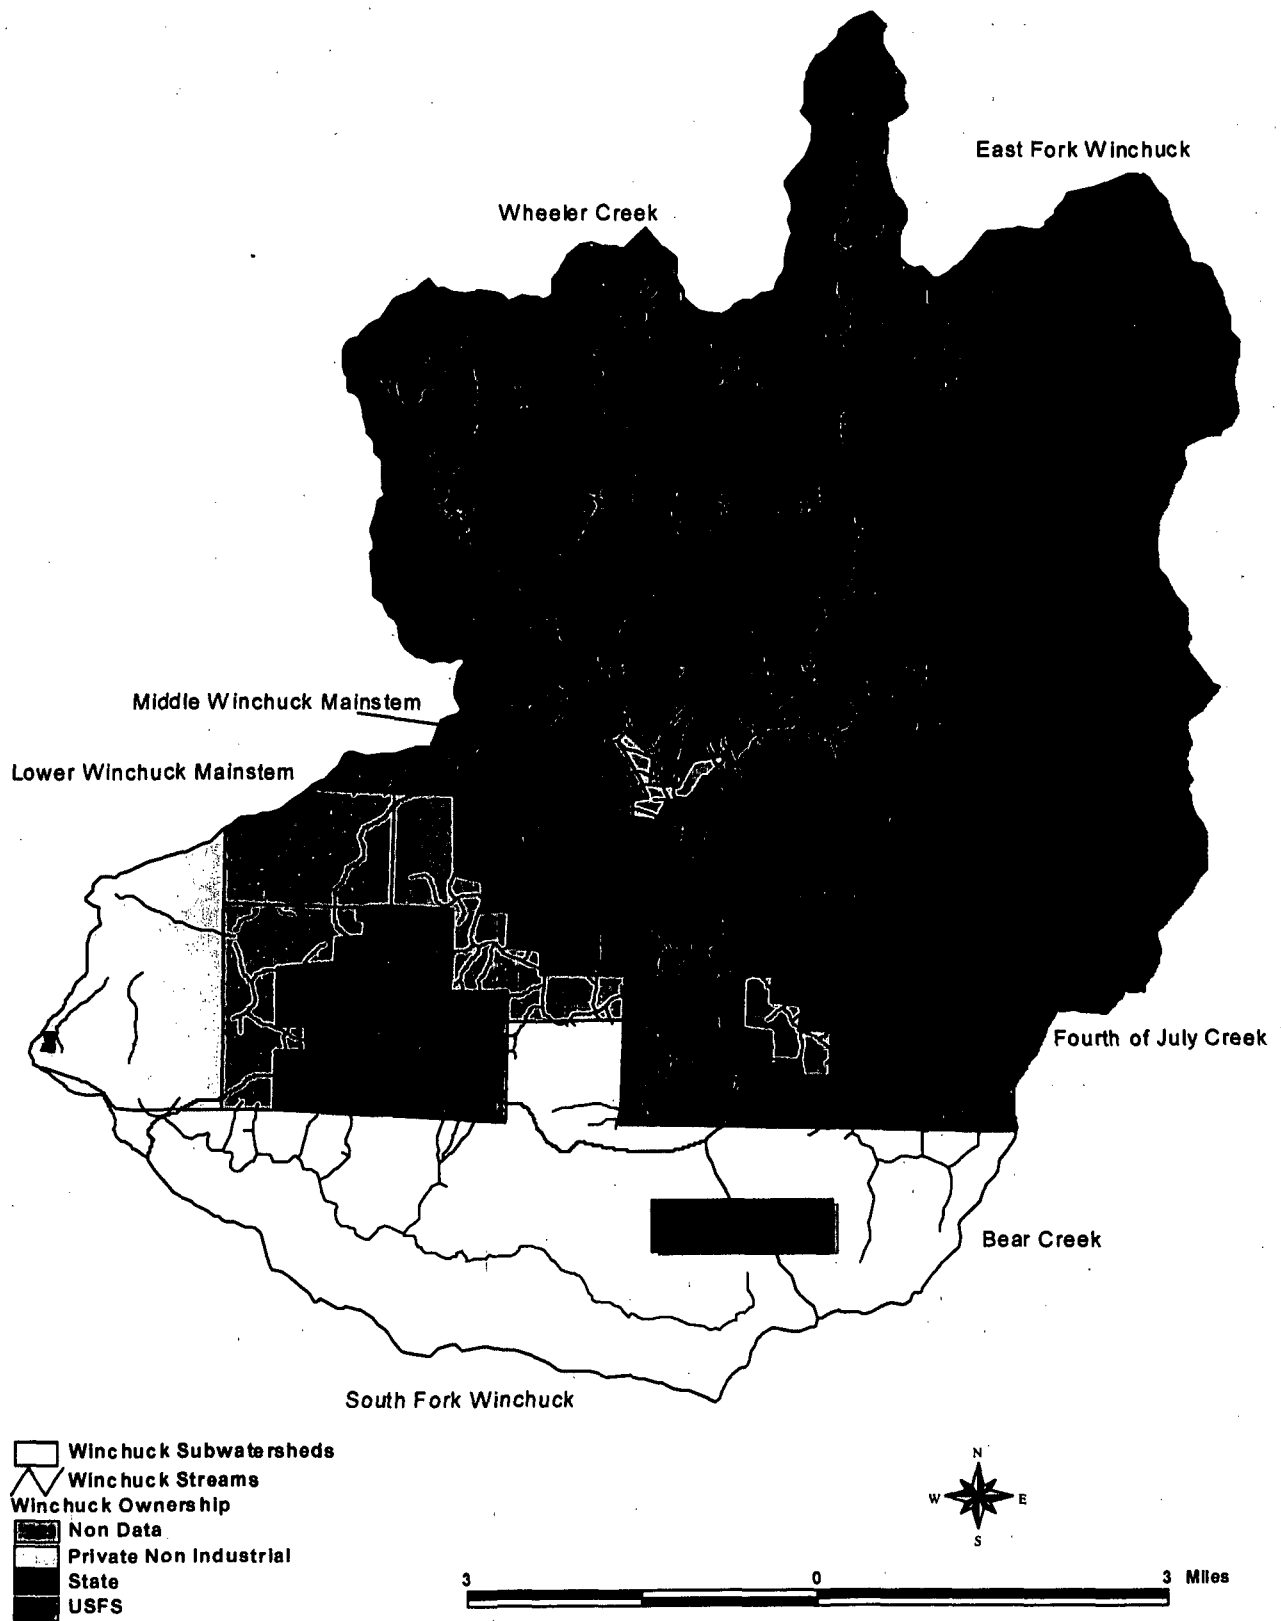 East Fork Winchuck
Wheeler Creek
Middle Winchuck Mainstem
Lower Winchuck Mainstem
Fourth of July Creek
Bear Creek
South Fork Winchuck
Winchuck Subwatersheds
Winchuck Streams
Winchuck Ownership
Non Data
Private Non Industrial
State
USFS
N
W E
S
3 0 3 Miles